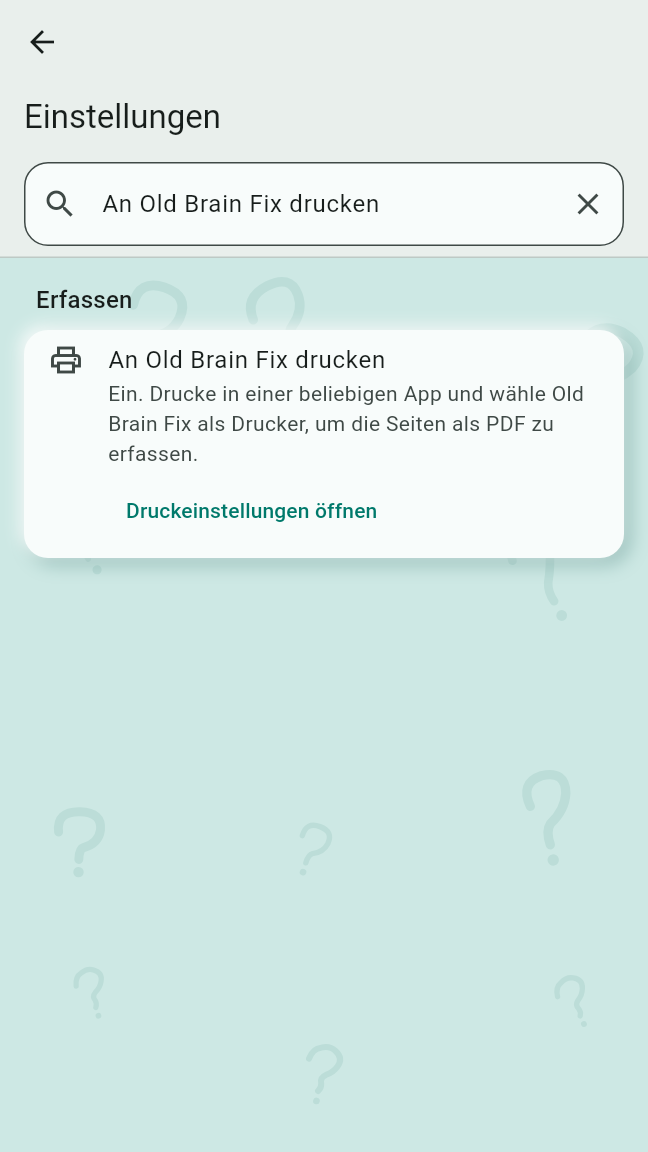 Einstellungen
An Old Brain Fix drucken
Erfassen
An Old Brain Fix drucken
Ein. Drucke in einer beliebigen App und wähle Old
Brain Fix als Drucker, um die Seiten als PDF zu
erfassen.
Druckeinstellungen öffnen